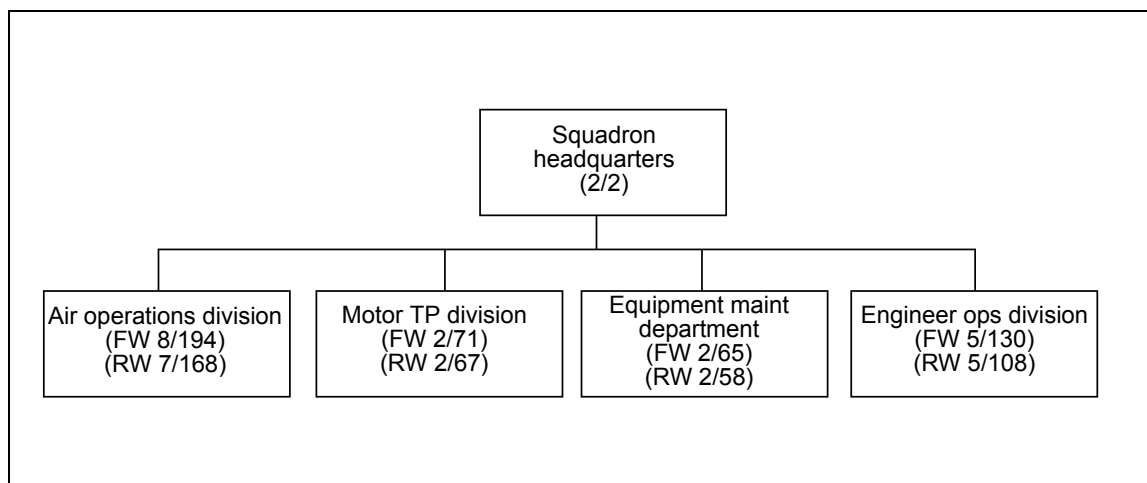 Squadron
headquarters
(2/2)
Air operations division
(FW 8/194)
(RW 7/168)
Motor TP division
(FW 2/71)
(RW 2/67)
Equipment maint
department
(FW 2/65)
(RW 2/58)
Engineer ops division
(FW 5/130)
(RW 5/108)